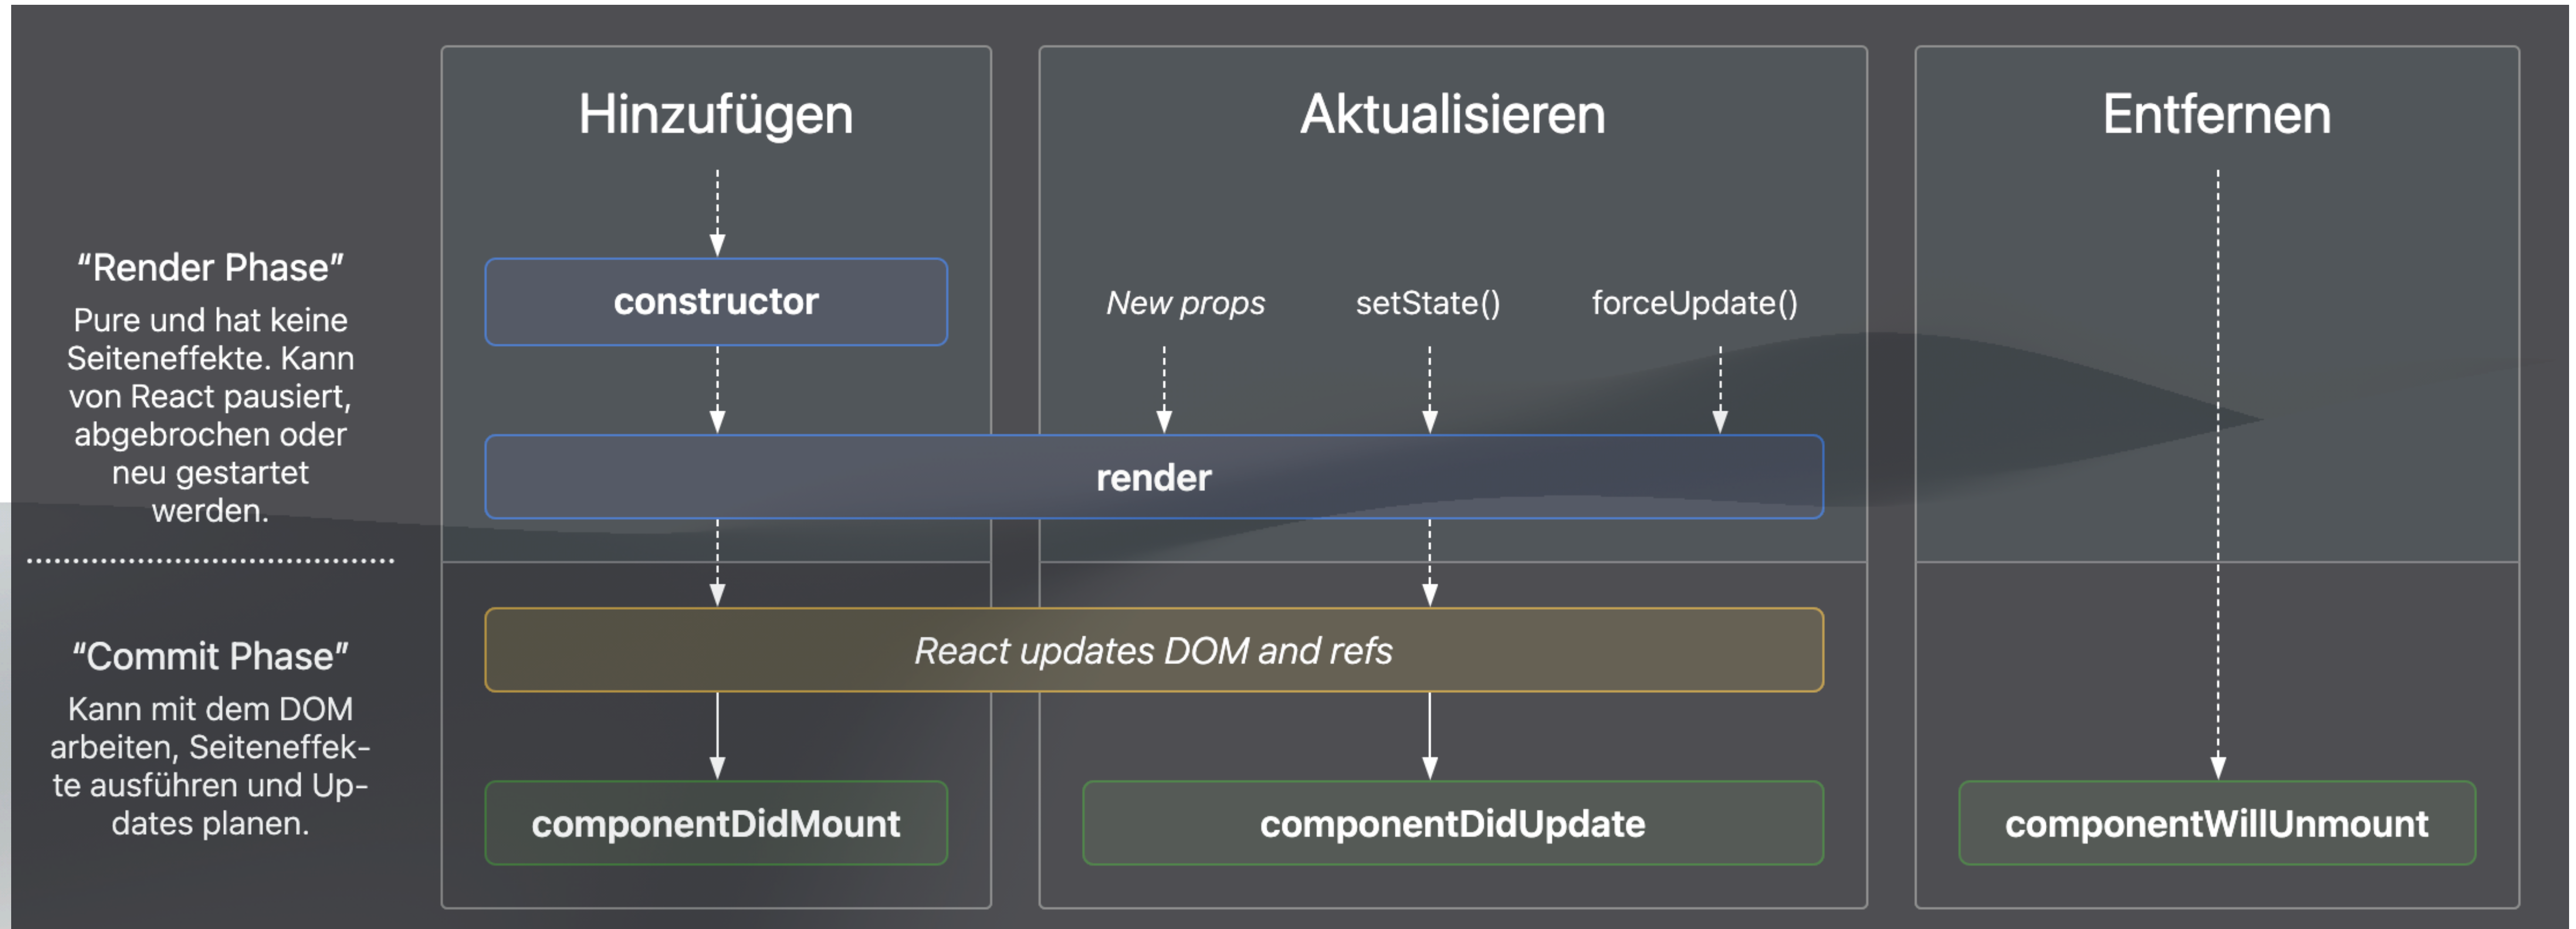 Hinzufügen
Aktualisieren
Entfernen
“Render Phase”
Pure und hat keine
Seiteneffekte. Kann
von React pausiert,
abgebrochen oder
neu gestartet
werden.
constructor
New props
setState()
forceUpdate()
render
“Commit Phase”
Kann mit dem DOM
arbeiten, Seiteneffek-
te ausführen und Up-
dates planen.
React updates DOM and refs
componentDidMount
componentDidUpdate
componentWillUnmount